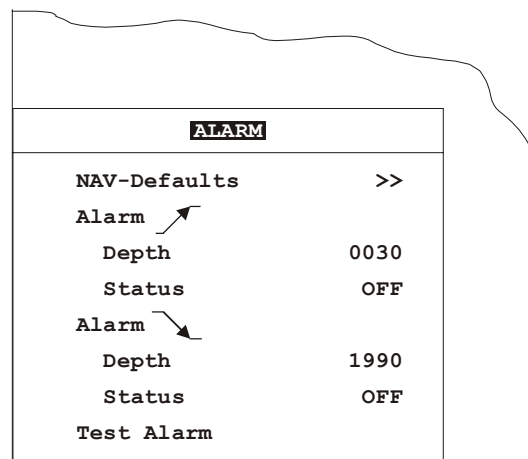 ALARM
NAV-Defaults >>
Alarm
Depth 0030
Status OFF
Alarm
Depth 1990
Status OFF
Test Alarm